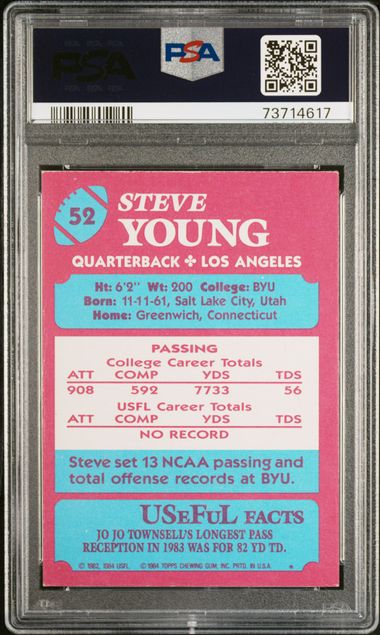 PSA
PSA
73714617
52
STEVE
YOUNG
QUARTERBACK ✤ LOS ANGELES
Ht: 6'2" Wt: 200 College: BYU
Born: 11-11-61, Salt Lake City, Utah
Home: Greenwich, Connecticut
PASSING
College Career Totals
ATT COMP YDS TDS
908 592 7733 56
USFL Career Totals
ATT COMP YDS TDS
NO RECORD
Steve set 13 NCAA passing and
total offense records at BYU.
USEFUL FACTS
JO JO TOWNSELL'S LONGEST PASS
RECEPTION IN 1983 WAS FOR 82 YD TD.
© 1982, 1984 USFL. © 1984 TOPPS CHEWING GUM, INC. PRTD. IN U.S.A.